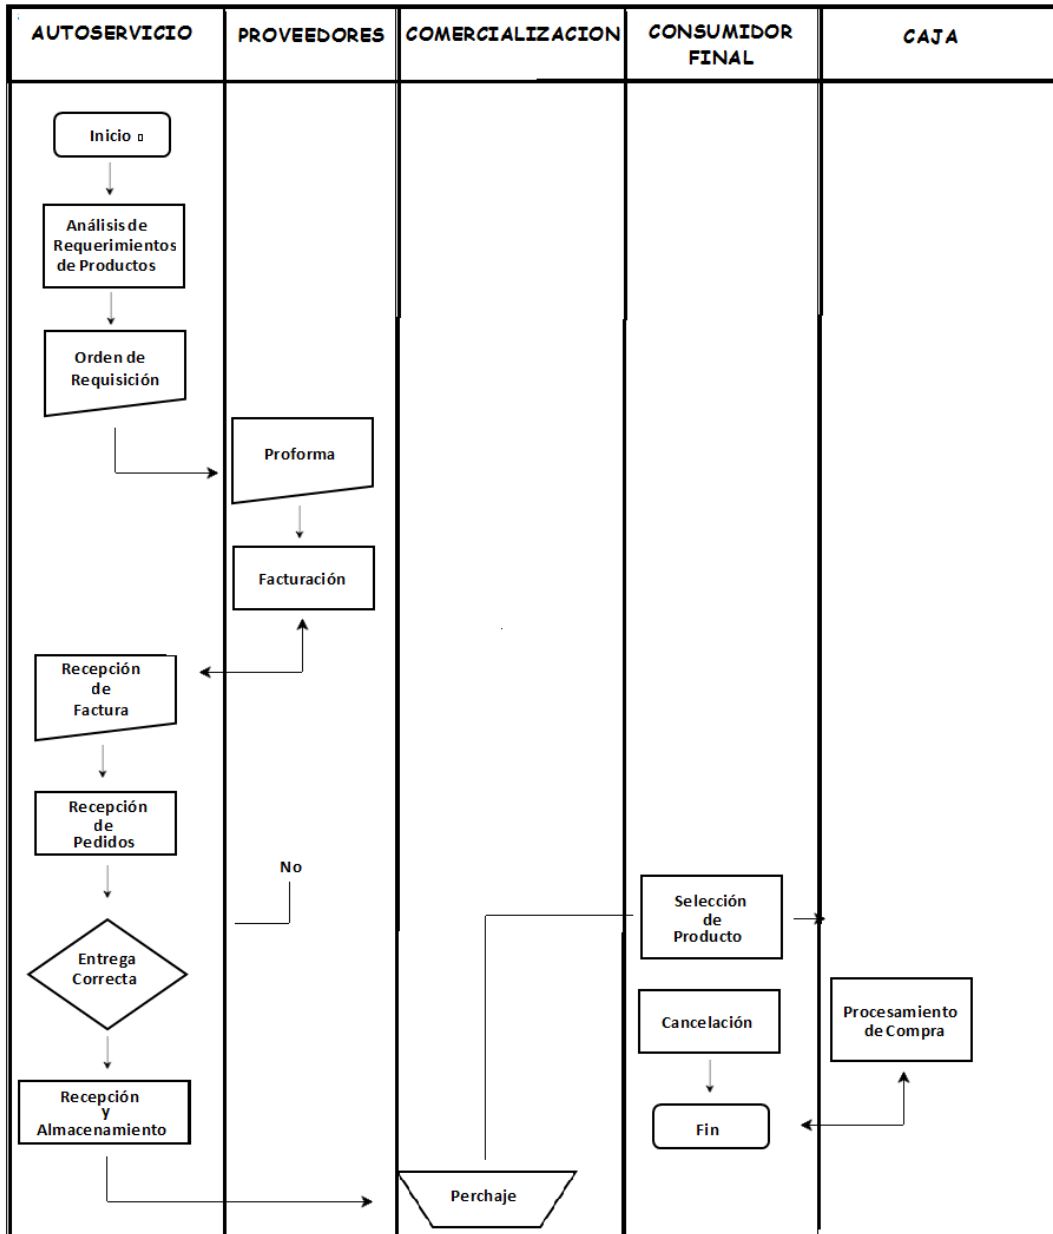 AUTOSERVICIO
PROVEEDORES
COMERCIALIZACION
CONSUMIDOR
FINAL
CAJA
Inicio
Análisis de
Requerimientos
de Productos
Orden de
Requisición
Proforma
Facturación
Recepción
de
Factura
Recepción
de
Pedidos
No
Entrega
Correcta
Recepción
y
Almacenamiento
Perchaje
Selección
de
Producto
Cancelación
Fin
Procesamiento
de Compra